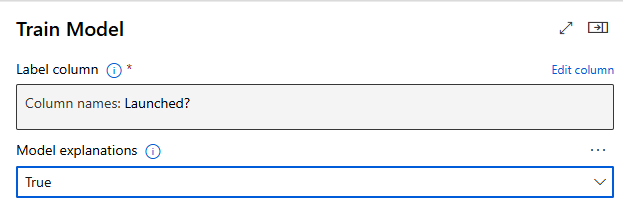 Train Model
Label column * Edit column
Column names: Launched?
Model explanations ...
True